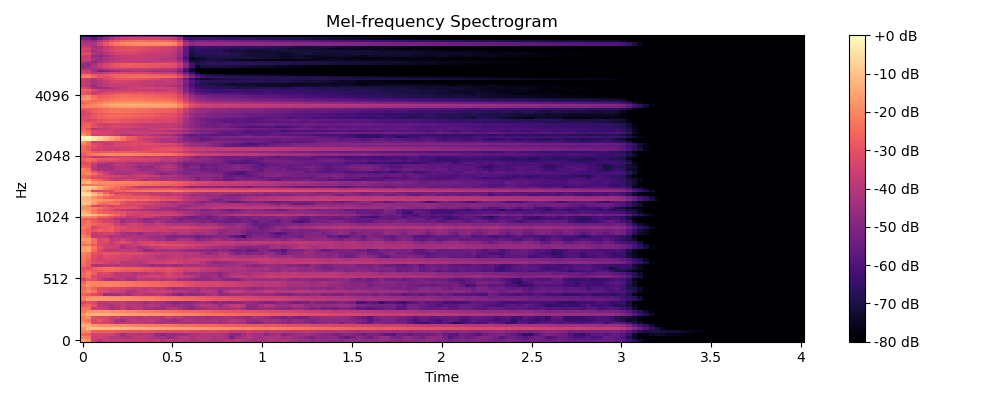 Mel-frequency Spectrogram
Hz
4096
2048
1024
512
0
0
0.5
1
1.5
2
2.5
3
3.5
4
Time
+0 dB
-10 dB
-20 dB
-30 dB
-40 dB
-50 dB
-60 dB
-70 dB
-80 dB